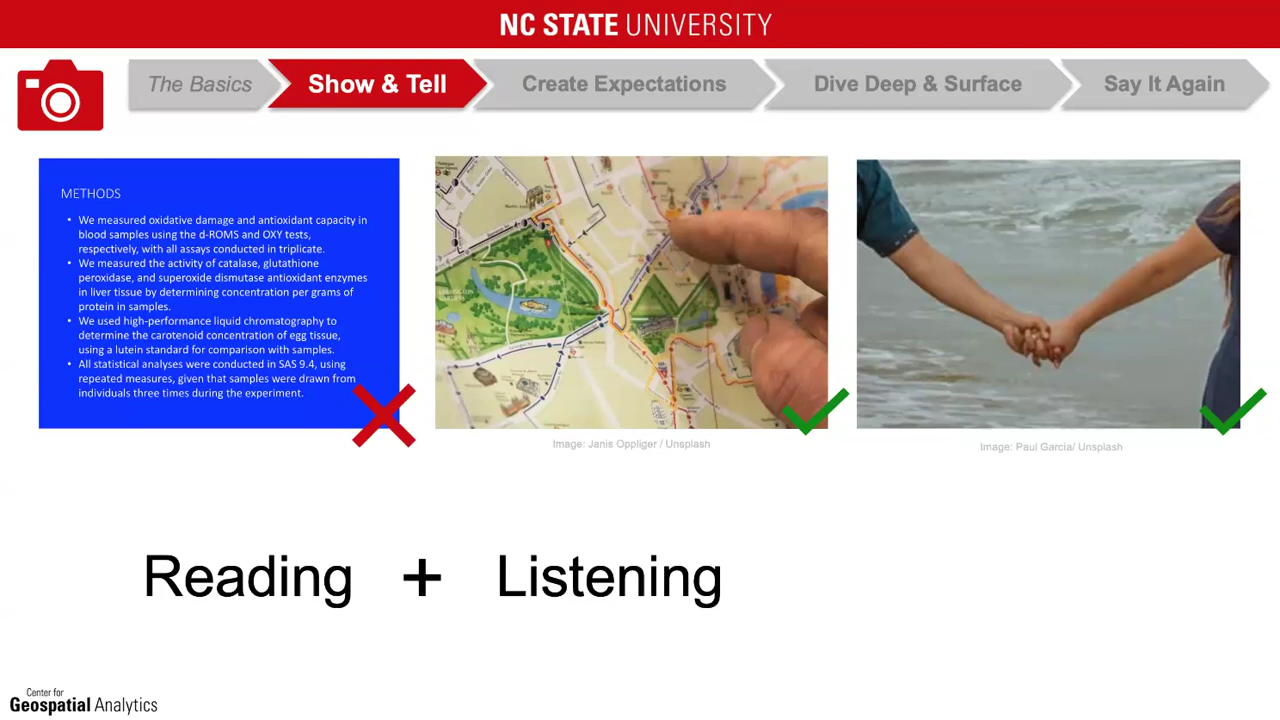 NC STATE UNIVERSITY
The Basics
Show & Tell
Create Expectations
Dive Deep & Surface
Say It Again
METHODS
• We measured oxidative damage and antioxidant capacity in
blood samples using the d-ROMS and OXY tests,
respectively, with all assays conducted in triplicate.
• We measured the activity of catalase, glutathione
peroxidase, and superoxide dismutase antioxidant enzymes
in liver tissue by determining concentration per grams of
protein in samples.
• We used high-performance liquid chromatography to
determine the carotenoid concentration of egg tissue,
using a lutein standard for comparison with samples.
• All statistical analyses were conducted in SAS 9.4, using
repeated measures, given that samples were drawn from
individuals three times during the experiment.
Image: Janis Oppliger / Unsplash
Image: Paul Garcia/ Unsplash
Reading + Listening
Center for
Geospatial Analytics